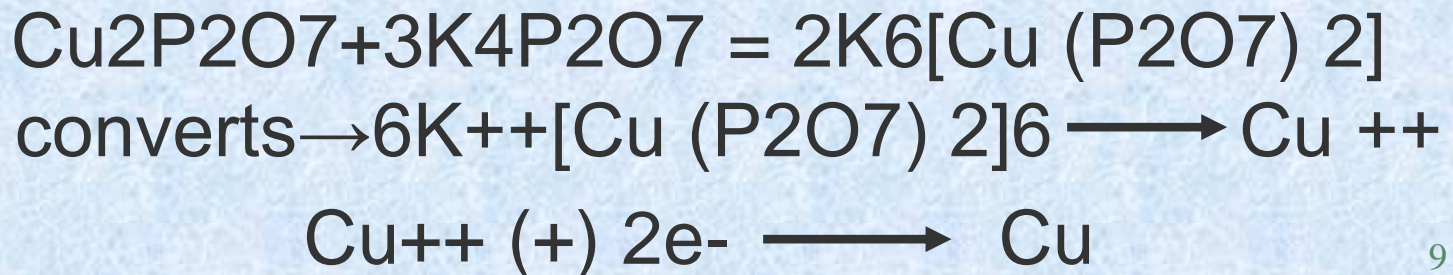 Cu2P2O7+3K4P2O7 = 2K6[Cu (P2O7) 2]
converts→6K++[Cu (P2O7) 2]6 → Cu ++
Cu++ (+) 2e- → Cu
9